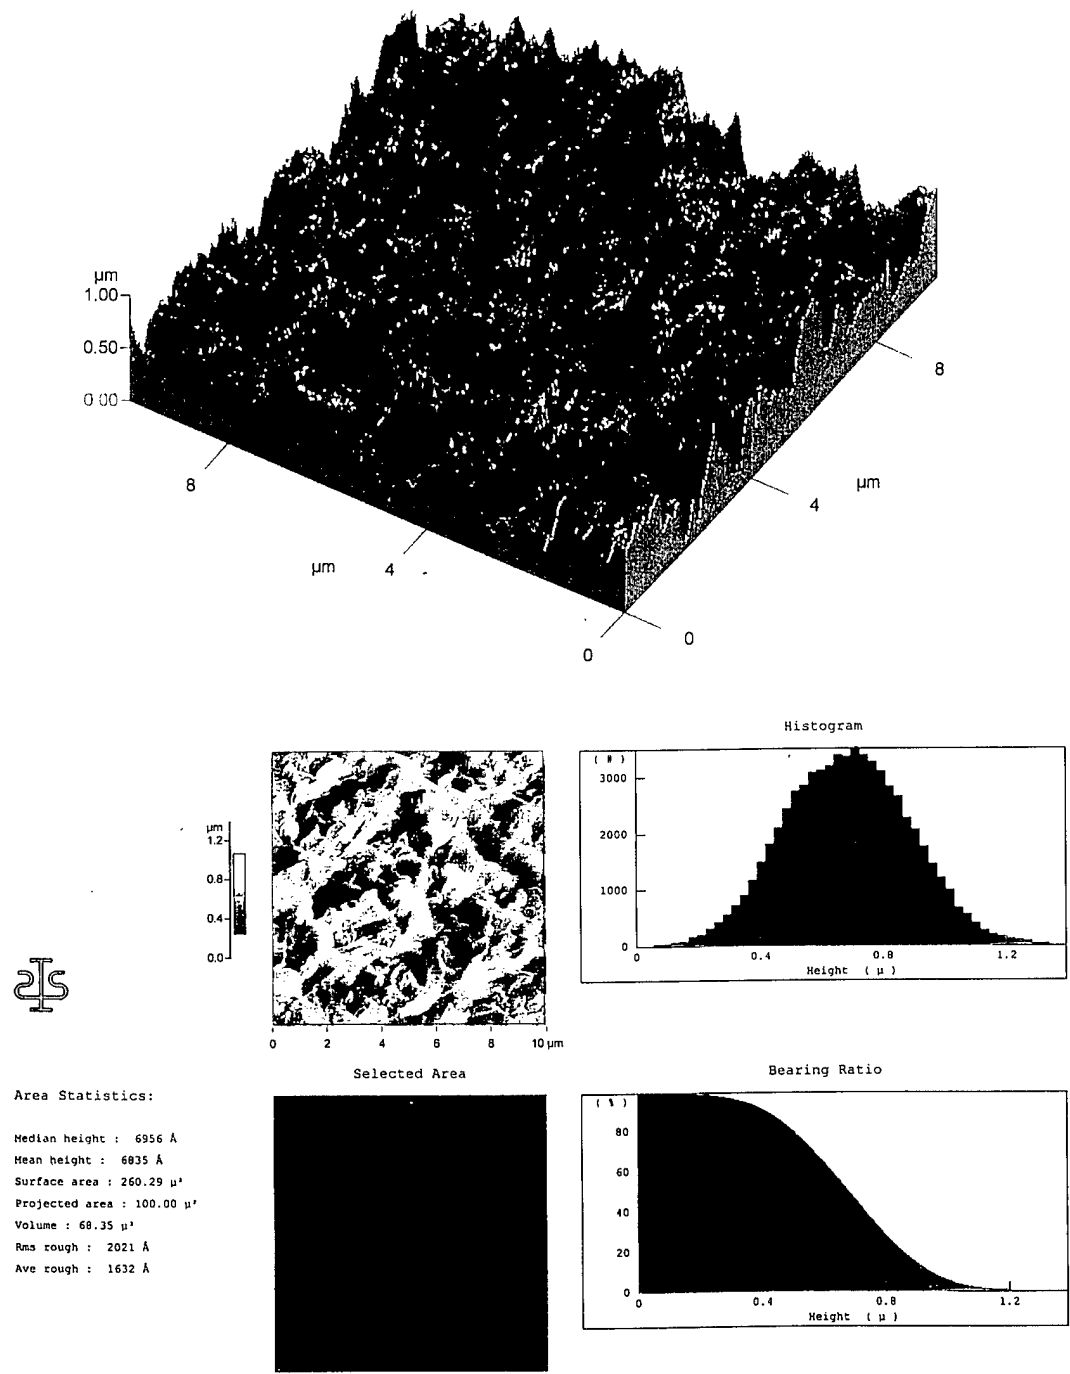 µm
1.00
0.50
0.00
8
µm
4
0
0
4
µm
8
Histogram
( # )
3000
2000
1000
0
0
0.4
0.8
1.2
Height ( µ )
µm
1.2
0.8
0.4
0.0
0
2
4
6
8
10 µm
Selected Area
Bearing Ratio
( % )
80
60
40
20
0
0
0.4
0.8
1.2
Height ( µ )
Area Statistics:
Median height : 6956 Å
Mean height : 6835 Å
Surface area : 260.29 µ²
Projected area : 100.00 µ²
Volume : 68.35 µ³
Rms rough : 2021 Å
Ave rough : 1632 Å